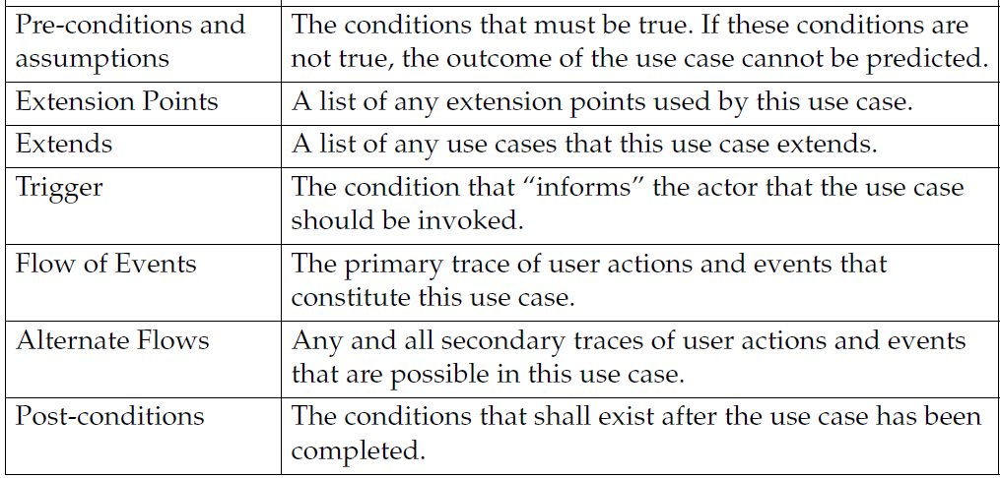 Pre-conditions and
assumptions
The conditions that must be true. If these conditions are
not true, the outcome of the use case cannot be predicted.
Extension Points
A list of any extension points used by this use case.
Extends
A list of any use cases that this use case extends.
Trigger
The condition that “informs” the actor that the use case
should be invoked.
Flow of Events
The primary trace of user actions and events that
constitute this use case.
Alternate Flows
Any and all secondary traces of user actions and events
that are possible in this use case.
Post-conditions
The conditions that shall exist after the use case has been
completed.